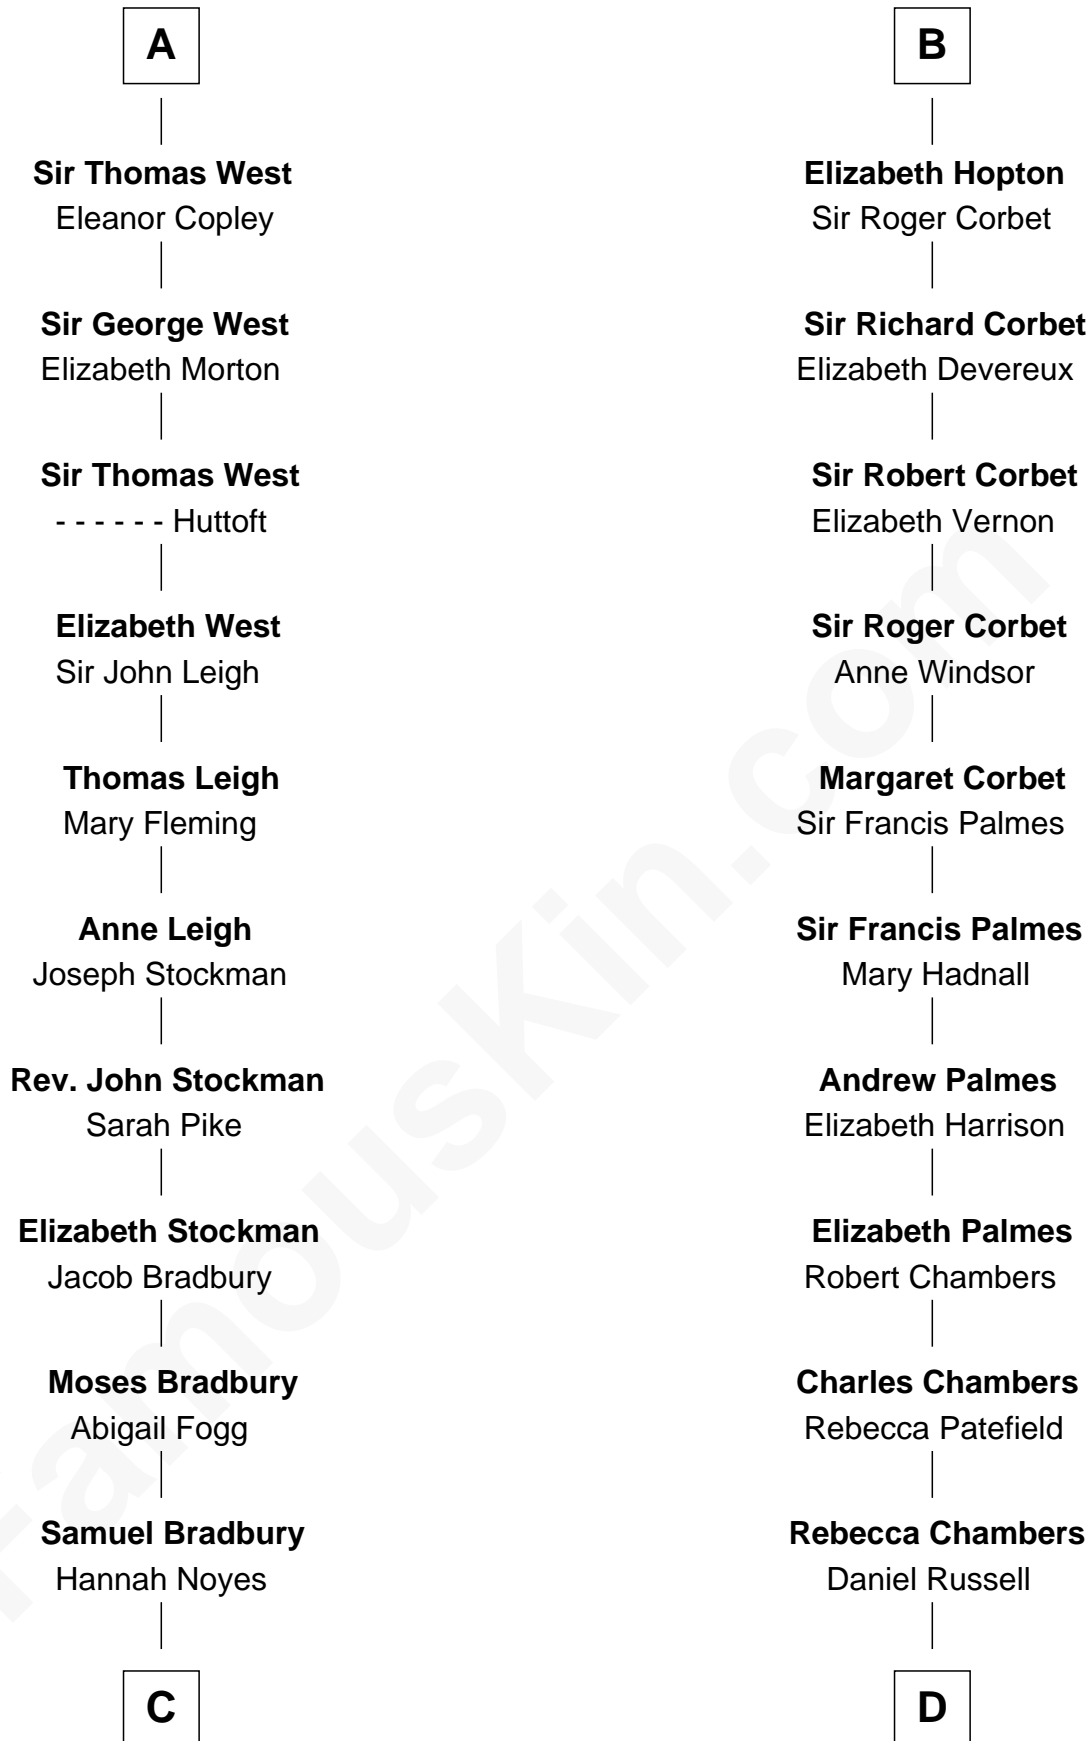 A
Sir Thomas West
Eleanor Copley
Sir George West
Elizabeth Morton
Sir Thomas West
- - - - - - Huttoft
Elizabeth West
Sir John Leigh
Thomas Leigh
Mary Fleming
Anne Leigh
Joseph Stockman
Rev. John Stockman
Sarah Pike
Elizabeth Stockman
Jacob Bradbury
Moses Bradbury
Abigail Fogg
Samuel Bradbury
Hannah Noyes
C
B
Elizabeth Hopton
Sir Roger Corbet
Sir Richard Corbet
Elizabeth Devereux
Sir Robert Corbet
Elizabeth Vernon
Sir Roger Corbet
Anne Windsor
Margaret Corbet
Sir Francis Palmes
Sir Francis Palmes
Mary Hadnall
Andrew Palmes
Elizabeth Harrison
Elizabeth Palmes
Robert Chambers
Charles Chambers
Rebecca Patefield
Rebecca Chambers
Daniel Russell
D
FamousKin.com